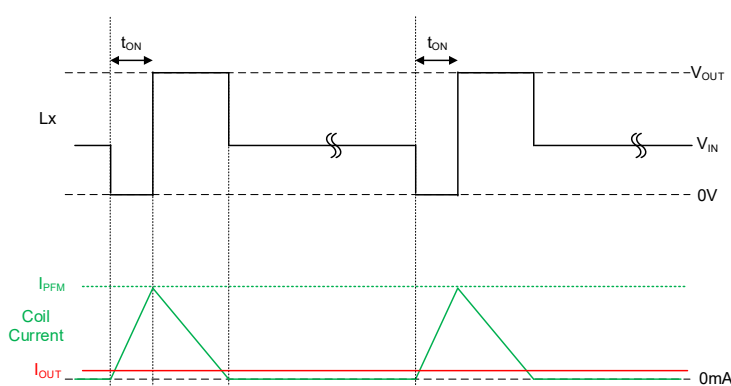 tON
tON
VOUT
Lx
VIN
0V
IPFM
Coil
Current
IOUT
0mA